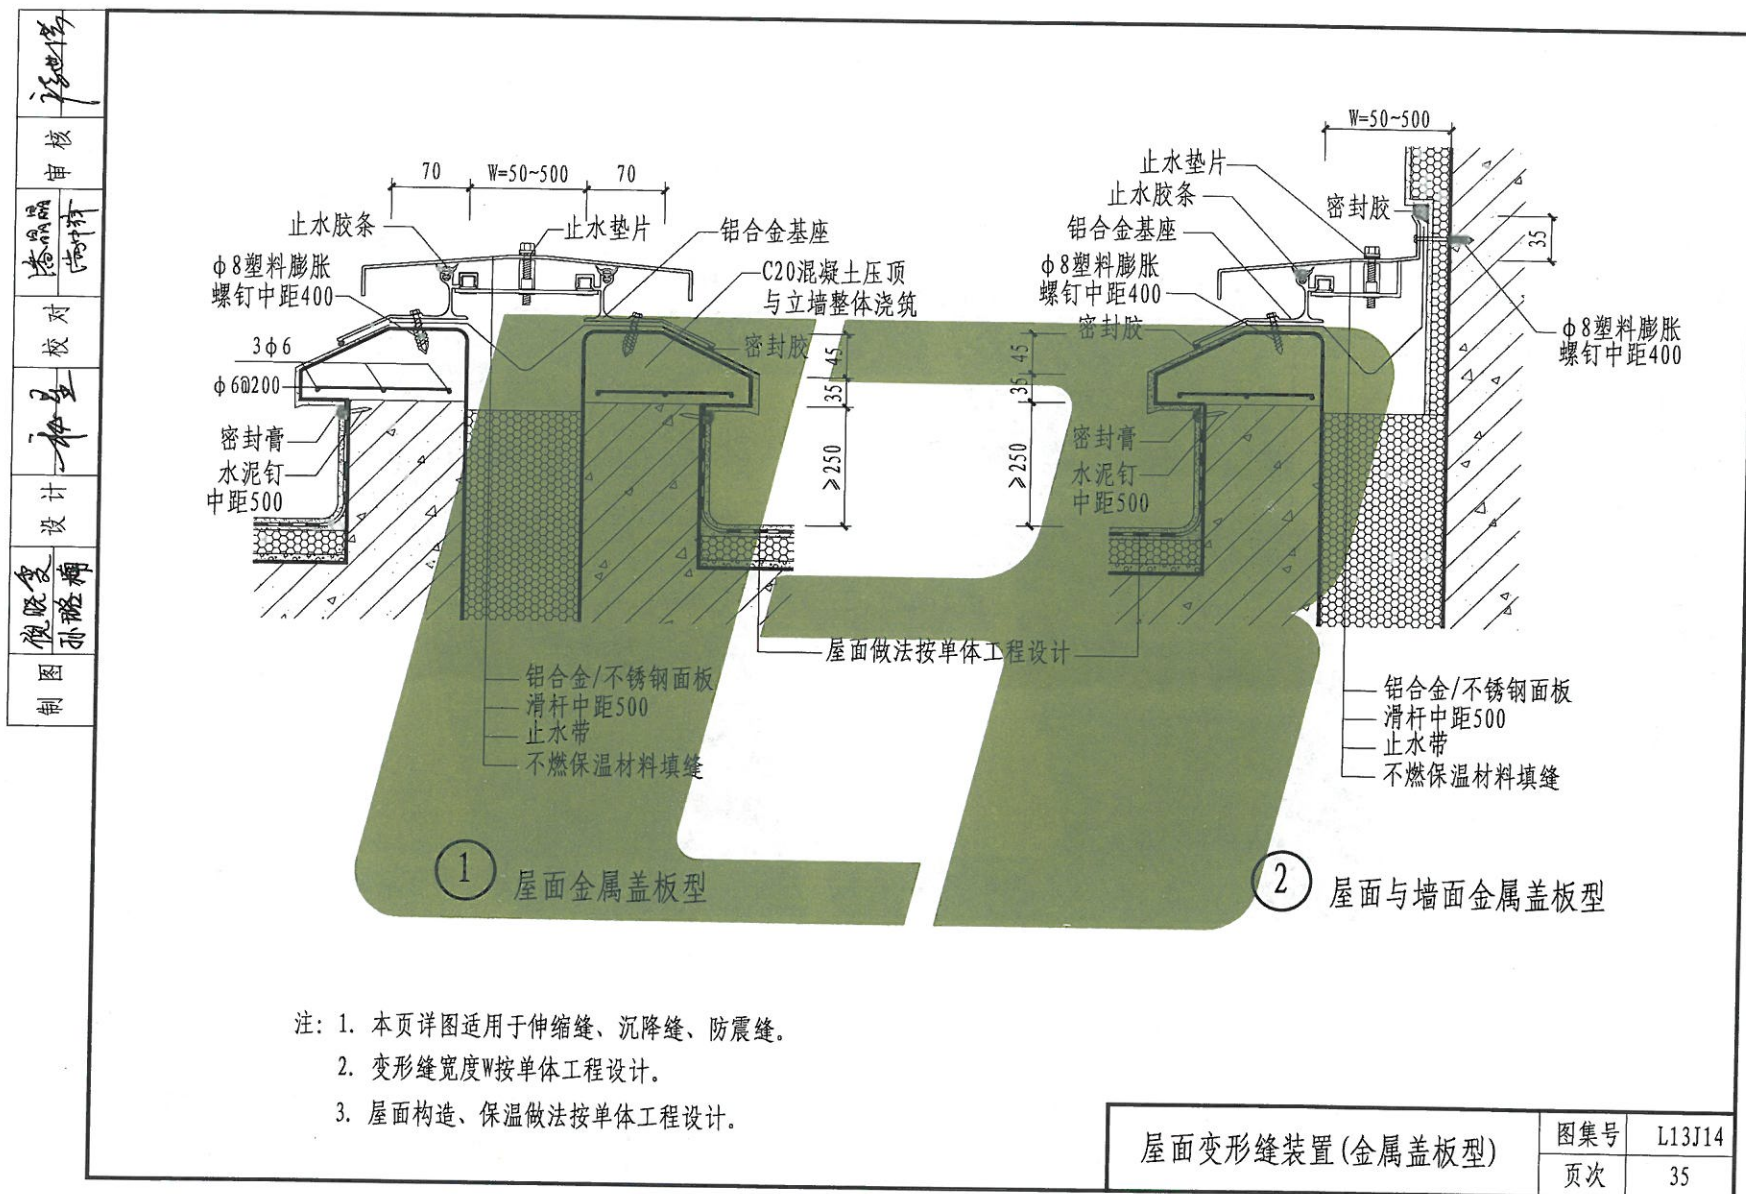 审核
校对
设计
制图
70
W=50~500
70
止水胶条
止水垫片
铝合金基座
φ8塑料膨胀
螺钉中距400
C20混凝土压顶
与立墙整体浇筑
3φ6
φ6@200
密封胶
45
35
≥250
密封膏
水泥钉
中距500
铝合金/不锈钢面板
滑杆中距500
止水带
不燃保温材料填缝
屋面做法按单体工程设计
1 屋面金属盖板型
W=50~500
止水垫片
止水胶条
铝合金基座
密封胶
35
φ8塑料膨胀
螺钉中距400
密封胶
φ8塑料膨胀
螺钉中距400
45
35
≥250
密封膏
水泥钉
中距500
铝合金/不锈钢面板
滑杆中距500
止水带
不燃保温材料填缝
2 屋面与墙面金属盖板型
注: 1. 本页详图适用于伸缩缝、沉降缝、防震缝。
2. 变形缝宽度W按单体工程设计。
3. 屋面构造、保温做法按单体工程设计。
屋面变形缝装置(金属盖板型)
图集号 L13J14
页次 35